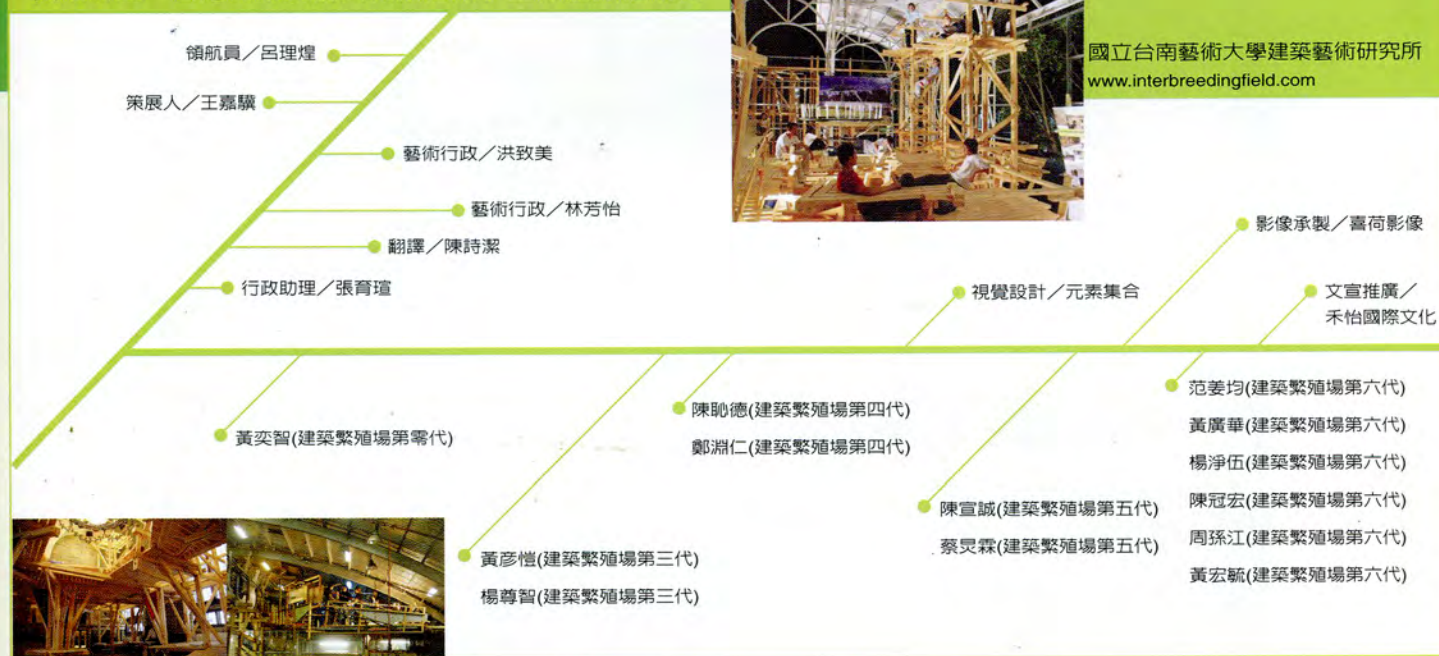 國立台南藝術大學建築藝術研究所
www.interbreedingfield.com
領航員／呂理煌
策展人／王嘉驥
藝術行政／洪致美
藝術行政／林芳怡
翻譯／陳詩潔
行政助理／張育瑄
影像承製／喜荷影像
視覺設計／元素集合
文宣推廣／
禾怡國際文化
黃奕智(建築繁殖場第零代)
黃彥愷(建築繁殖場第三代)
楊尊智(建築繁殖場第三代)
陳聆德(建築繁殖場第四代)
鄭淵仁(建築繁殖場第四代)
陳宣誠(建築繁殖場第五代)
蔡炅霖(建築繁殖場第五代)
范姜均(建築繁殖場第六代)
黃廣華(建築繁殖場第六代)
楊淨伍(建築繁殖場第六代)
陳冠宏(建築繁殖場第六代)
周孫江(建築繁殖場第六代)
黃宏毓(建築繁殖場第六代)